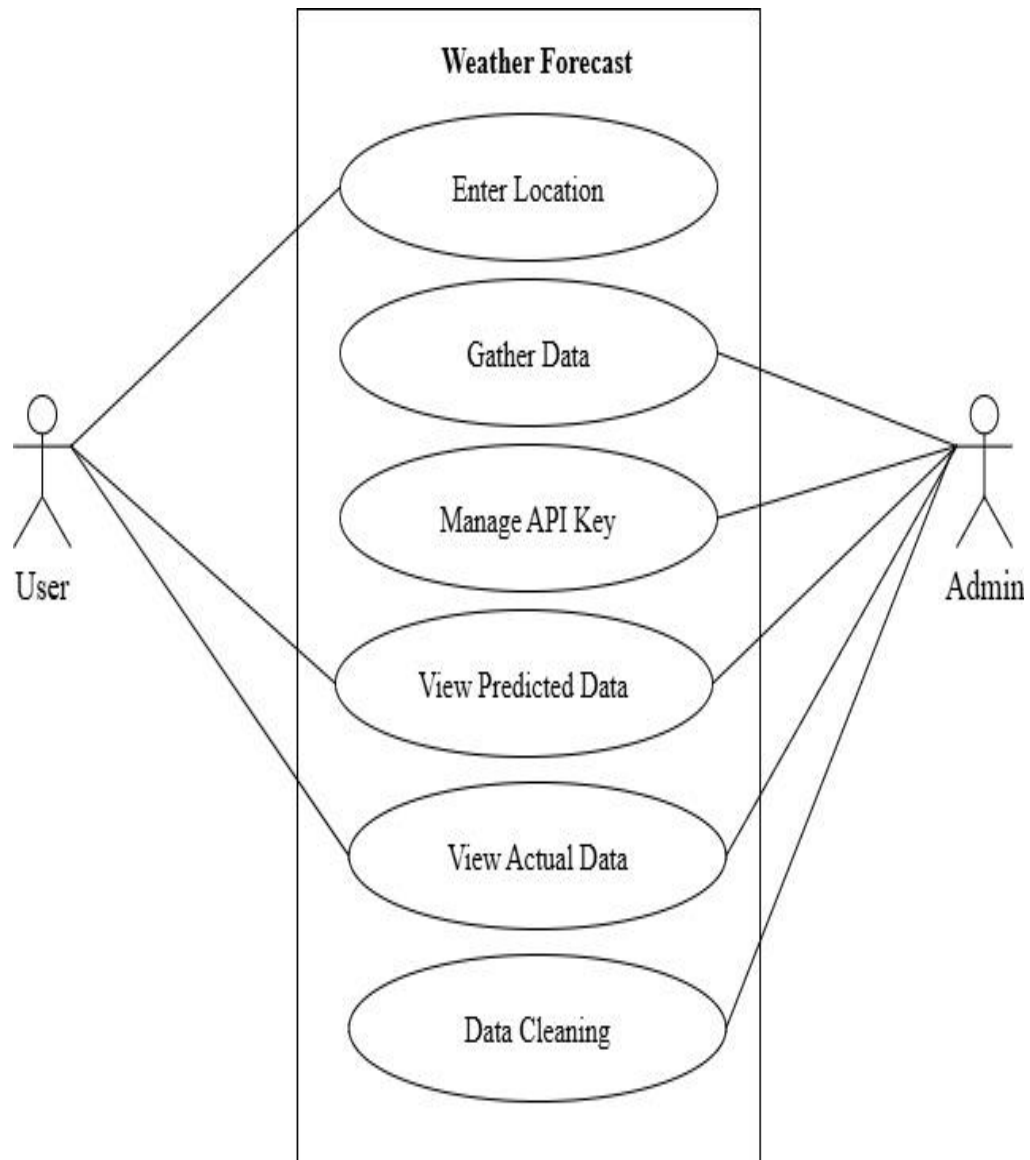 Weather Forecast
Enter Location
Gather Data
Manage API Key
User
Admin
View Predicted Data
View Actual Data
Data Cleaning